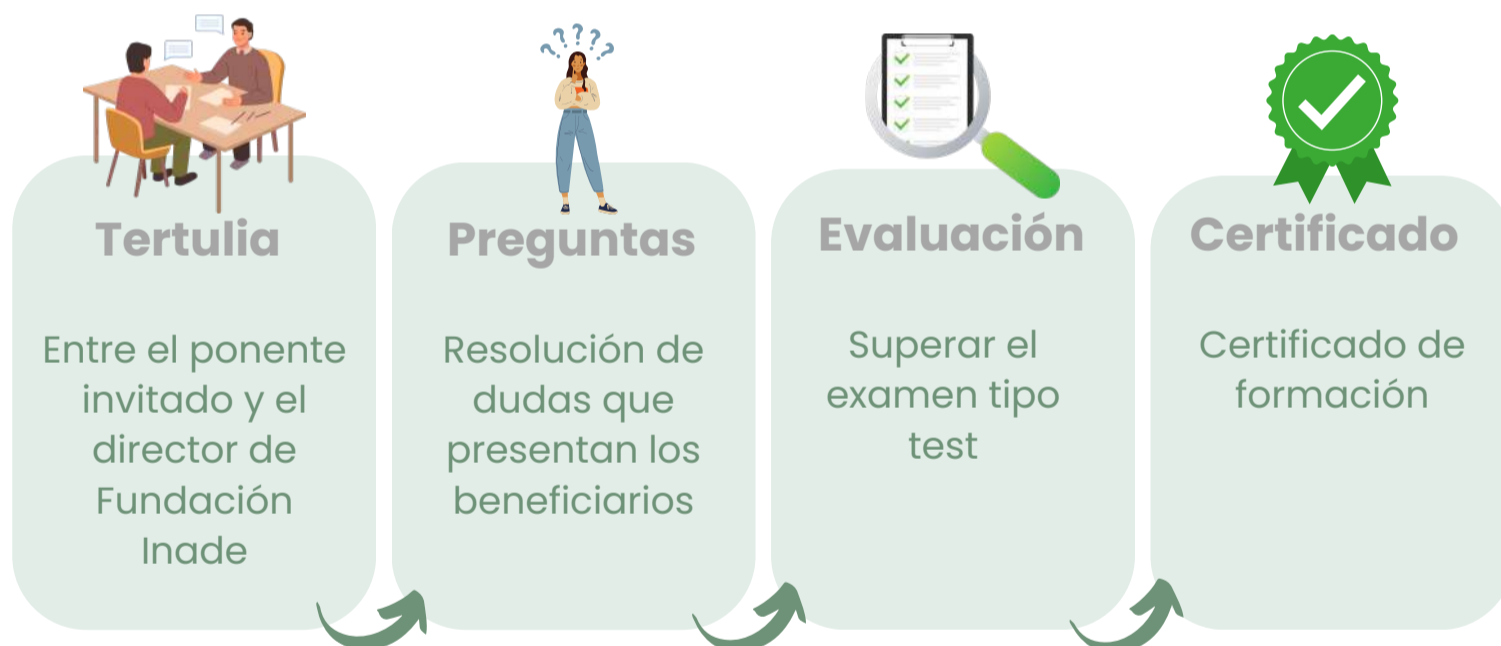 Tertulia
Entre el ponente
invitado y el
director de
Fundación
Inade
Preguntas
Resolución de
dudas que
presentan los
beneficiarios
Evaluación
Superar el
examen tipo
test
Certificado
Certificado de
formación